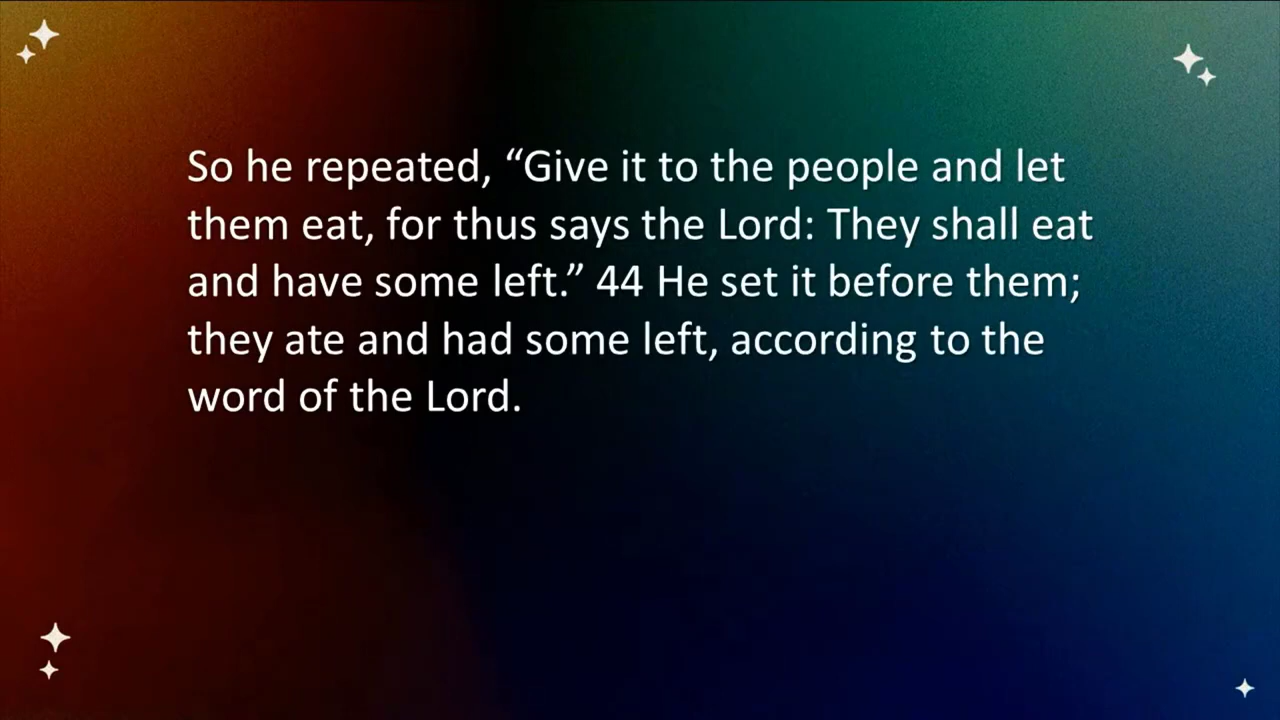 So he repeated, “Give it to the people and let
them eat, for thus says the Lord: They shall eat
and have some left.” 44 He set it before them;
they ate and had some left, according to the
word of the Lord.